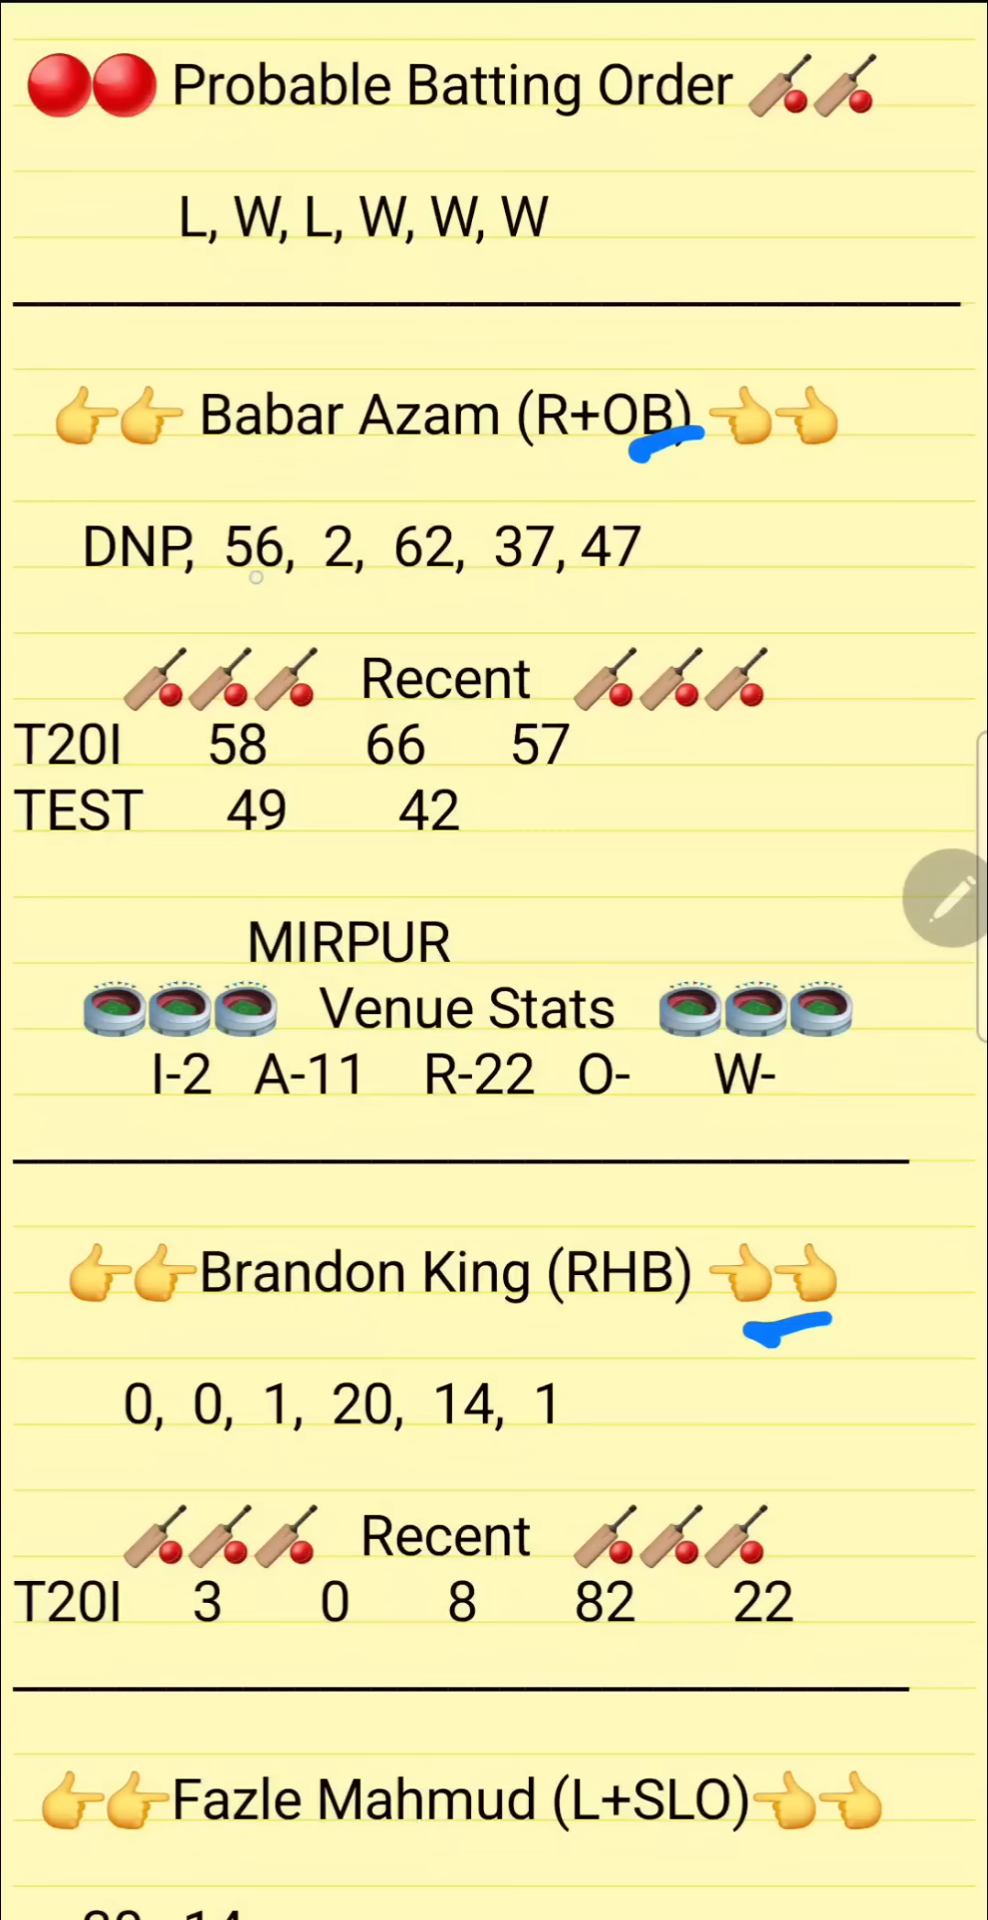 Probable Batting Order
L, W, L, W, W, W
Babar Azam (R+OB)
DNP, 56, 2, 62, 37, 47
Recent
T20I 58 66 57
TEST 49 42
MIRPUR
Venue Stats
I-2 A-11 R-22 O- W-
Brandon King (RHB)
0, 0, 1, 20, 14, 1
Recent
T20I 3 0 8 82 22
Fazle Mahmud (L+SLO)